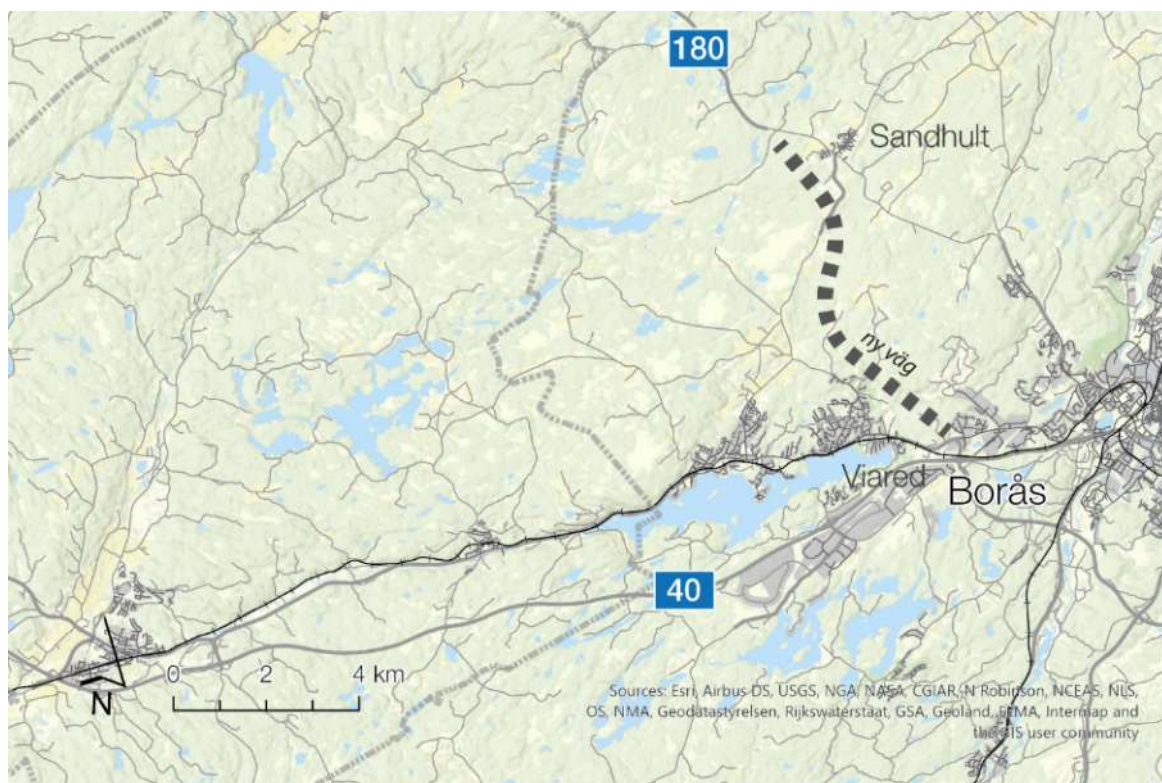 180
Sandhult
ny väg
Viared
Borås
40
0 2 4 km
N
Sources: Esri, Airbus DS, USGS, NGA, NASA, CGIAR, N Robinson, NCEAS, NLS,
OS, NMA, Geodatastyrelsen, Rijkswaterstaat, GSA, Geoland, FEMA, Intermap and
the GIS user community